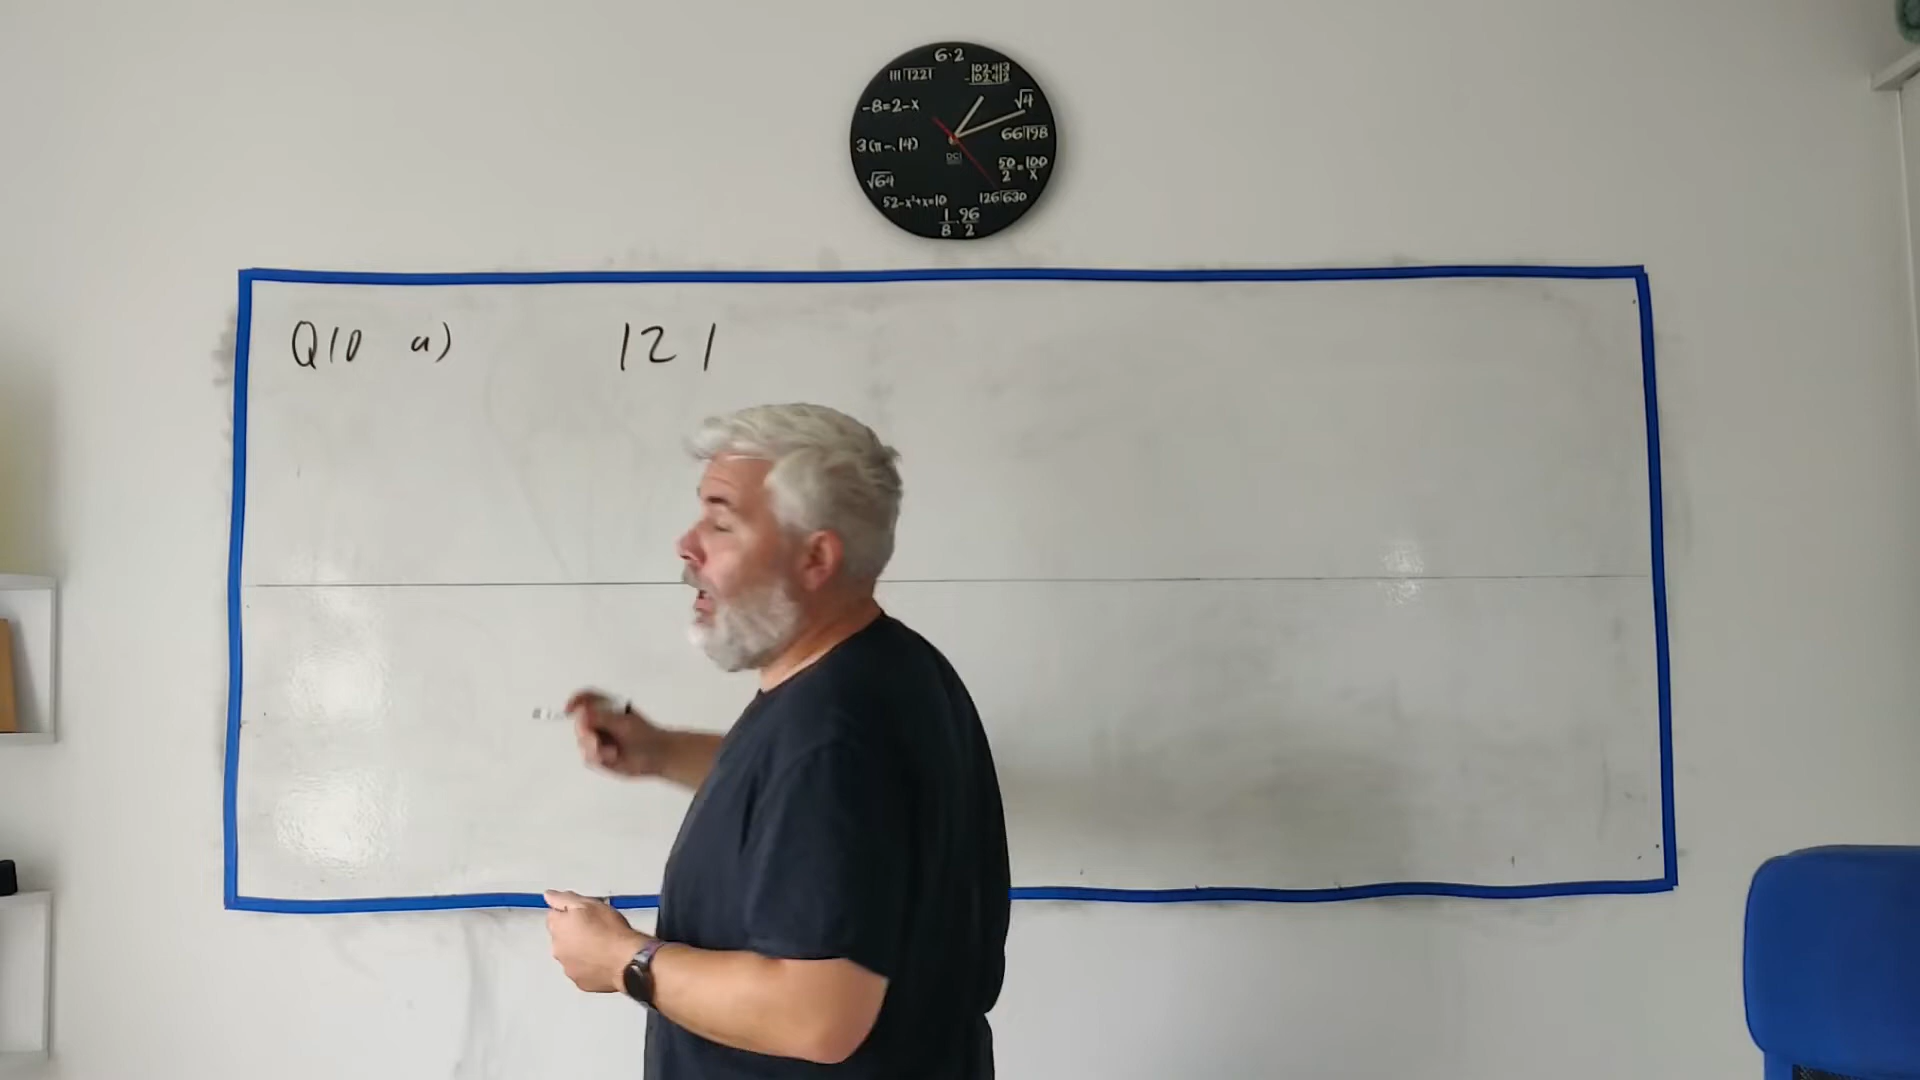 6·2
111⟌1221
102,413
-102,412
-8=2-x
√4
3(π-.14)
66⟌198
√64
50/2=100/x
52-x²+x=10
126⟌630
1/8·96/2
DCI
Q10 a) 121